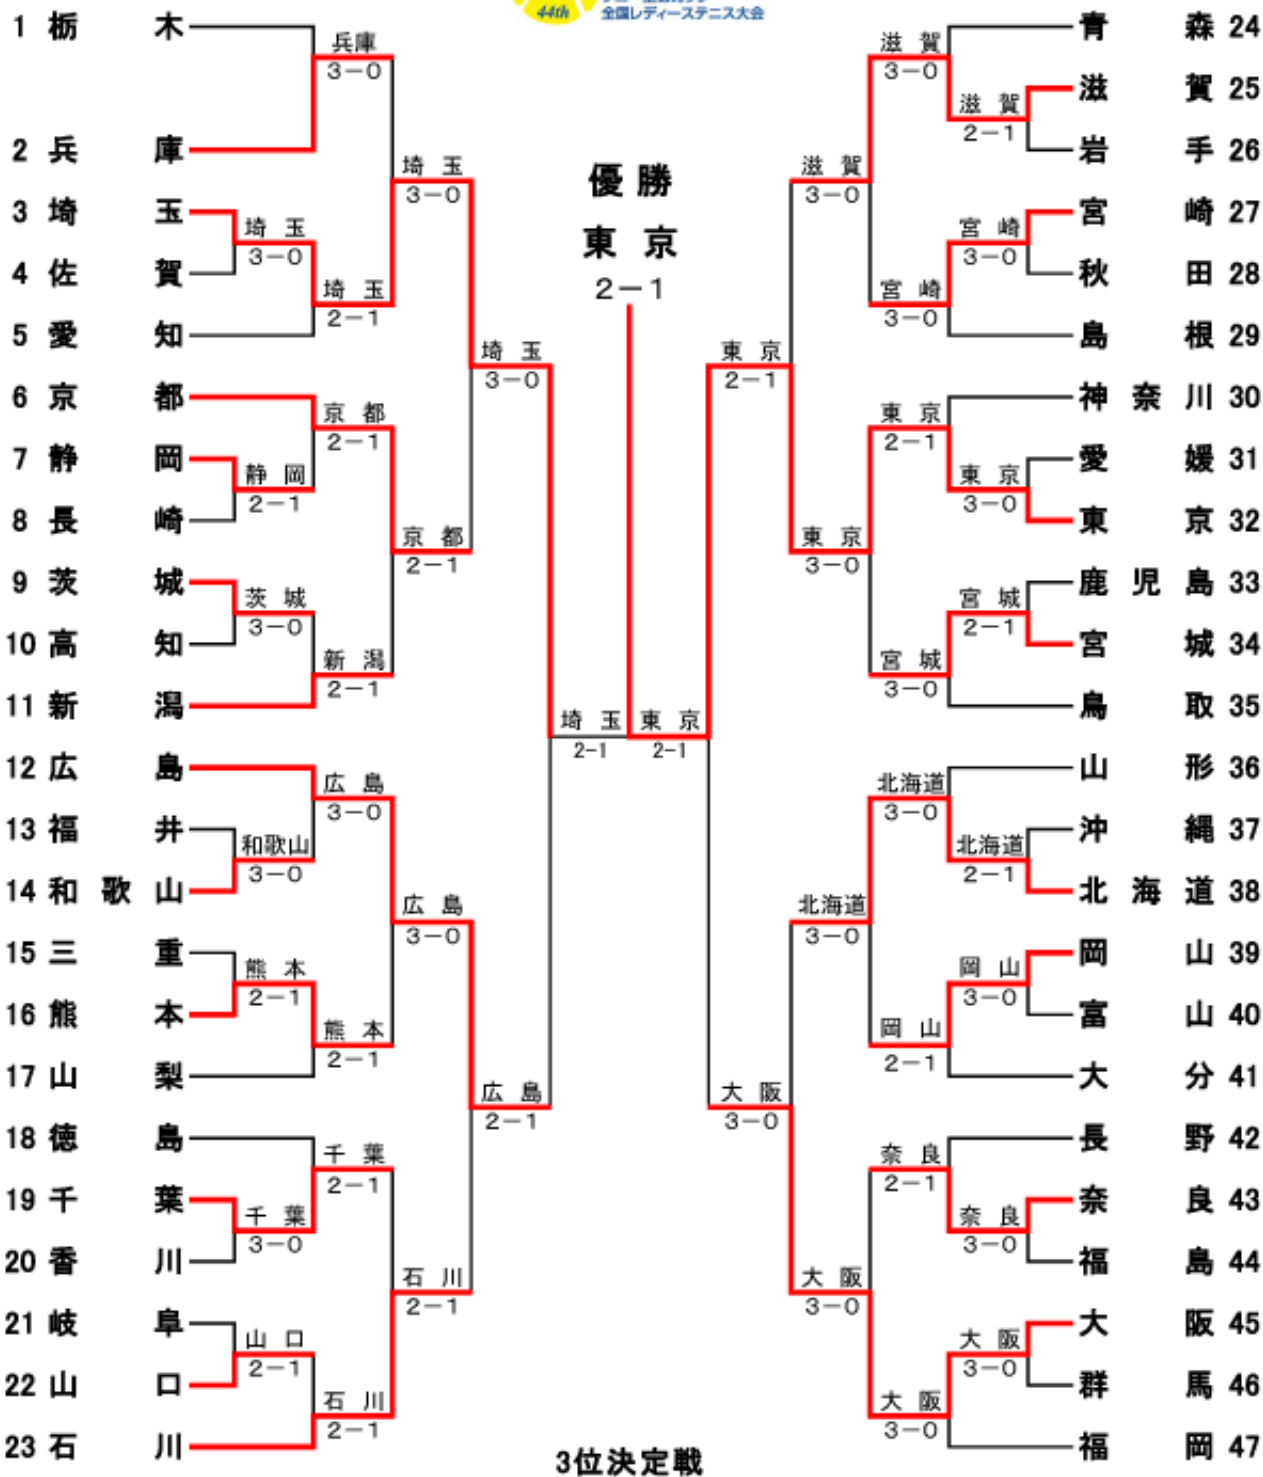 44th
全国レディーステニス大会
1 栃木
2 兵庫
3 埼玉
4 佐賀
5 愛知
6 京都
7 静岡
8 長崎
9 茨城
10 高知
11 新潟
12 広島
13 福井
14 和歌山
15 三重
16 熊本
17 山梨
18 徳島
19 千葉
20 香川
21 岐阜
22 山口
23 石川
埼玉
3-0
静岡
2-1
茨城
3-0
和歌山
3-0
熊本
2-1
千葉
3-0
山口
2-1
兵庫
3-0
埼玉
2-1
京都
2-1
新潟
2-1
広島
3-0
熊本
2-1
千葉
2-1
石川
2-1
埼玉
3-0
京都
2-1
広島
3-0
石川
2-1
埼玉
3-0
広島
2-1
埼玉
2-1
優勝
東京
2-1
東京
2-1
東京
2-1
大阪
3-0
滋賀
3-0
東京
3-0
北海道
3-0
大阪
3-0
滋賀
3-0
宮崎
3-0
東京
2-1
宮城
3-0
北海道
3-0
岡山
2-1
奈良
2-1
大阪
3-0
滋賀
2-1
宮崎
3-0
東京
3-0
宮城
2-1
北海道
2-1
岡山
3-0
奈良
3-0
大阪
3-0
青森 24
滋賀 25
岩手 26
宮崎 27
秋田 28
島根 29
神奈川 30
愛媛 31
東京 32
鹿児島 33
宮城 34
鳥取 35
山形 36
沖縄 37
北海道 38
岡山 39
富山 40
大分 41
長野 42
奈良 43
福島 44
大阪 45
群馬 46
福岡 47
3位決定戦